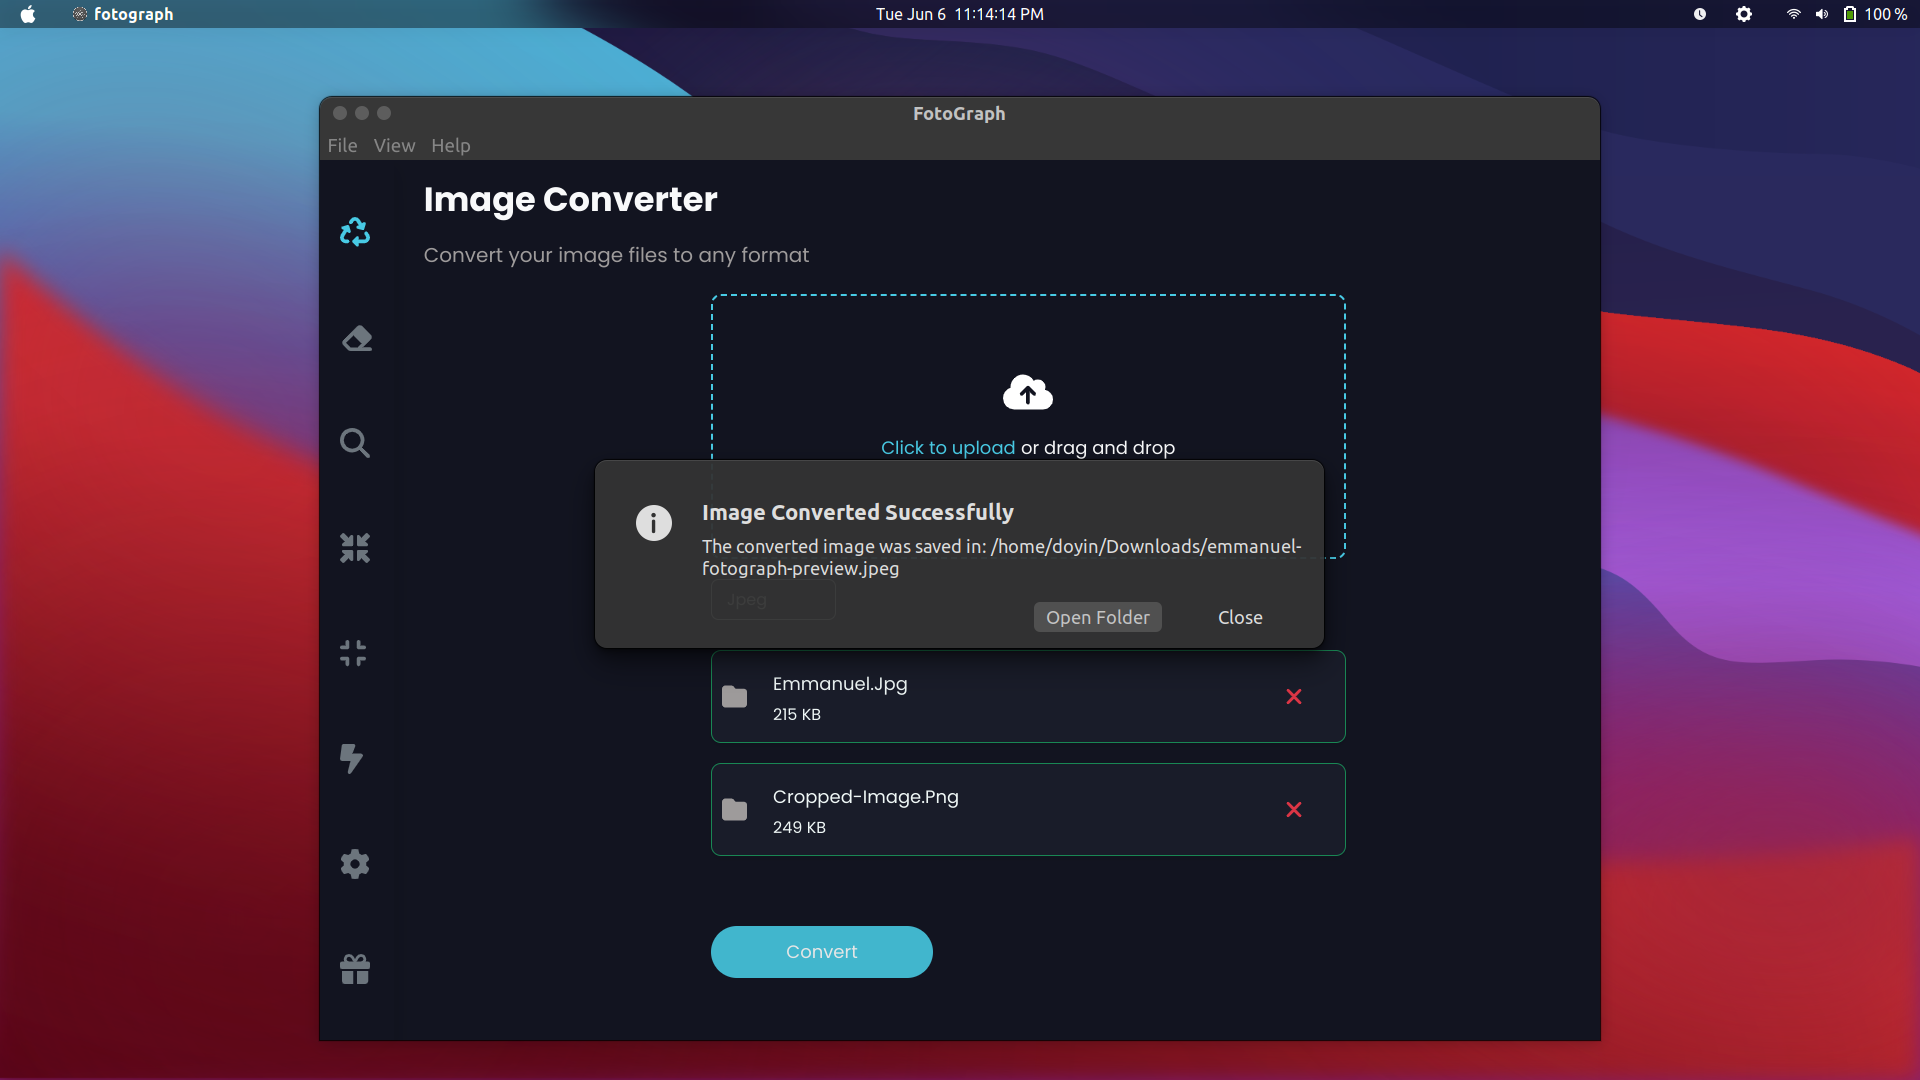 fotograph
Tue Jun 6 11:14:14 PM
100 %
FotoGraph
File View Help
Image Converter
Convert your image files to any format
Click to upload or drag and drop
Image Converted Successfully
The converted image was saved in: /home/doyin/Downloads/emmanuel-
fotograph-preview.jpeg
Jpeg
Open Folder Close
Emmanuel.Jpg
215 KB
Cropped-Image.Png
249 KB
Convert